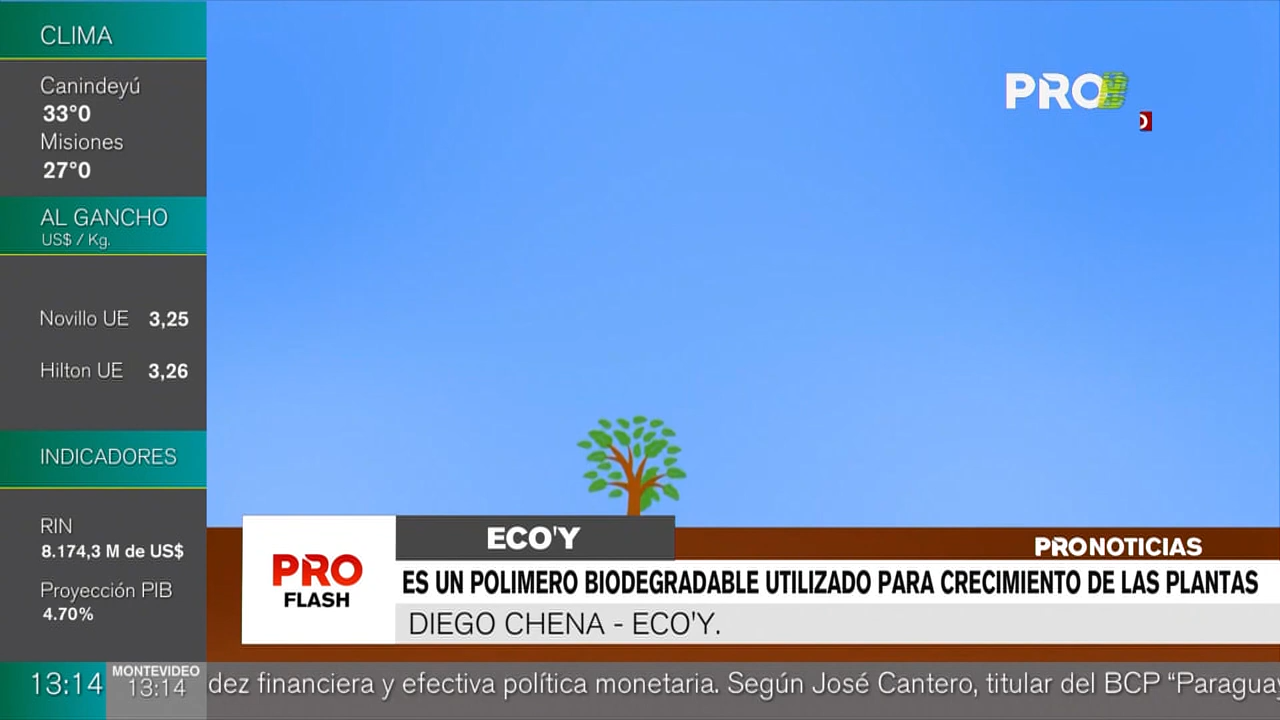 CLIMA
Canindeyú
33°0
Misiones
27°0
AL GANCHO
US$ / Kg.
Novillo UE 3,25
Hilton UE 3,26
INDICADORES
RIN
8.174,3 M de US$
Proyección PIB
4.70%
PRO
ECO'Y
PRONOTICIAS
PRO
FLASH
ES UN POLIMERO BIODEGRADABLE UTILIZADO PARA CRECIMIENTO DE LAS PLANTAS
DIEGO CHENA - ECO'Y.
13:14
MONTEVIDEO
13:14
dez financiera y efectiva política monetaria. Según José Cantero, titular del BCP “Paraguay